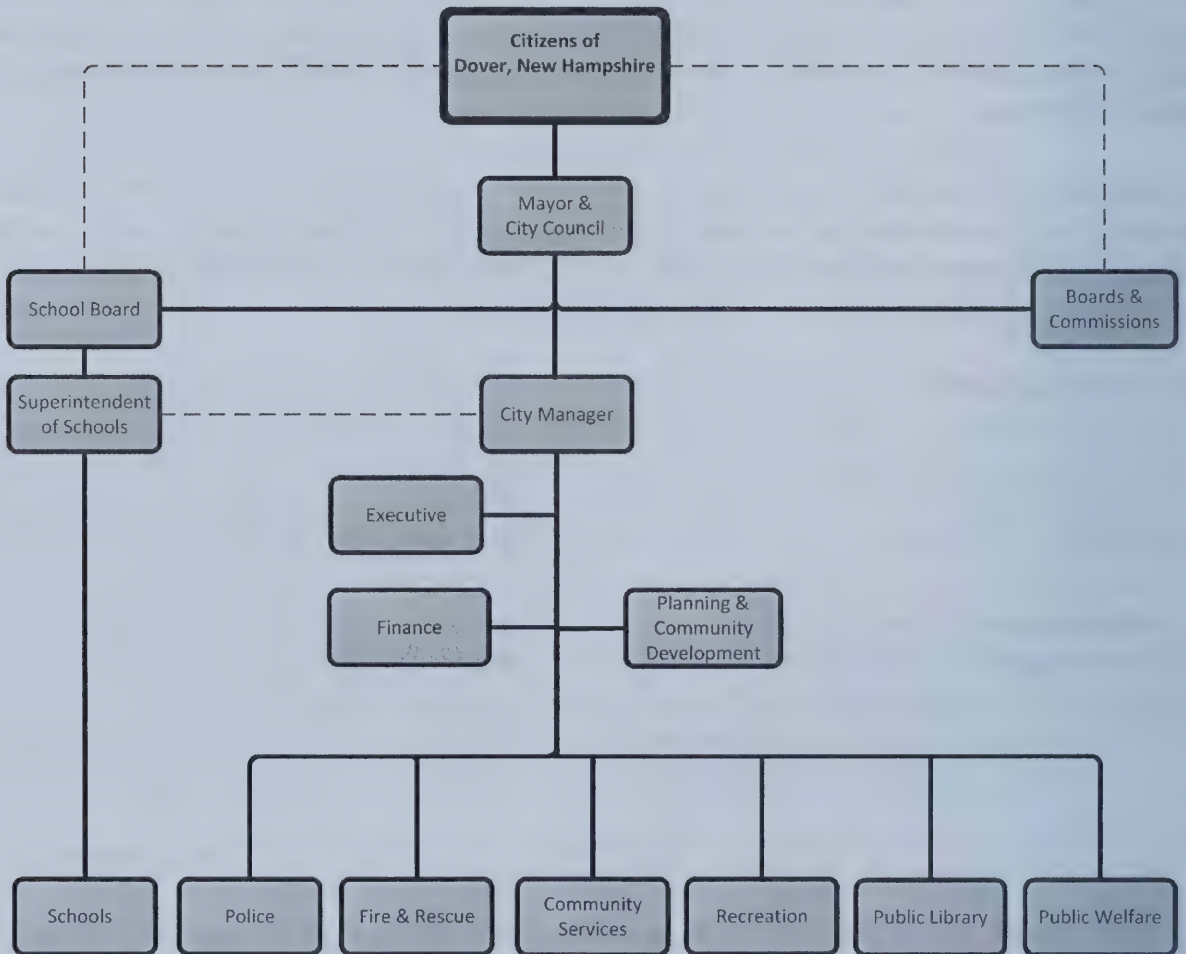 Citizens of
Dover, New Hampshire
Mayor &
City Council
School Board
Boards &
Commissions
Superintendent
of Schools
City Manager
Executive
Finance
Planning &
Community
Development
Schools
Police
Fire & Rescue
Community
Services
Recreation
Public Library
Public Welfare